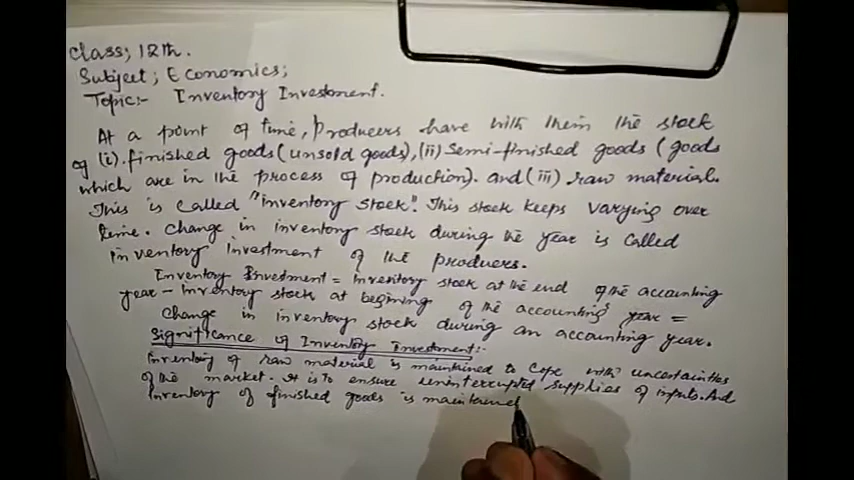 Class; 12th.
Subject; Economics;
Topic:- Inventory Investment.
At a point of time, Producers have with them the stock
of (i). finished goods (unsold goods), (ii) Semi-finished goods (goods
which are in the process of production). and (iii) raw material.
This is called "inventory stock". This stock keeps varying over
time. Change in inventory stock during the year is called
inventory investment of the producers.
Inventory Investment = inventory stock at the end of the accounting
year - Inventory stock at begining of the accounting year =
Change in inventory stock during an accounting year.
Significance of Inventory Investment:-
Inventory of raw material is maintained to Cope with uncertainties
of the market. It is to ensure uninterrupted supplies of inputs. And
Inventory of finished goods is maintained